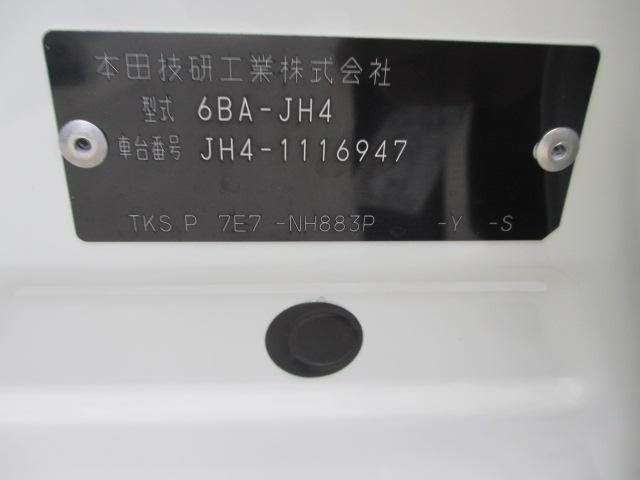 本田技研工業株式会社
型式 6BA-JH4
車台番号 JH4-1116947
TKS P 7E7 -NH883P -Y -S